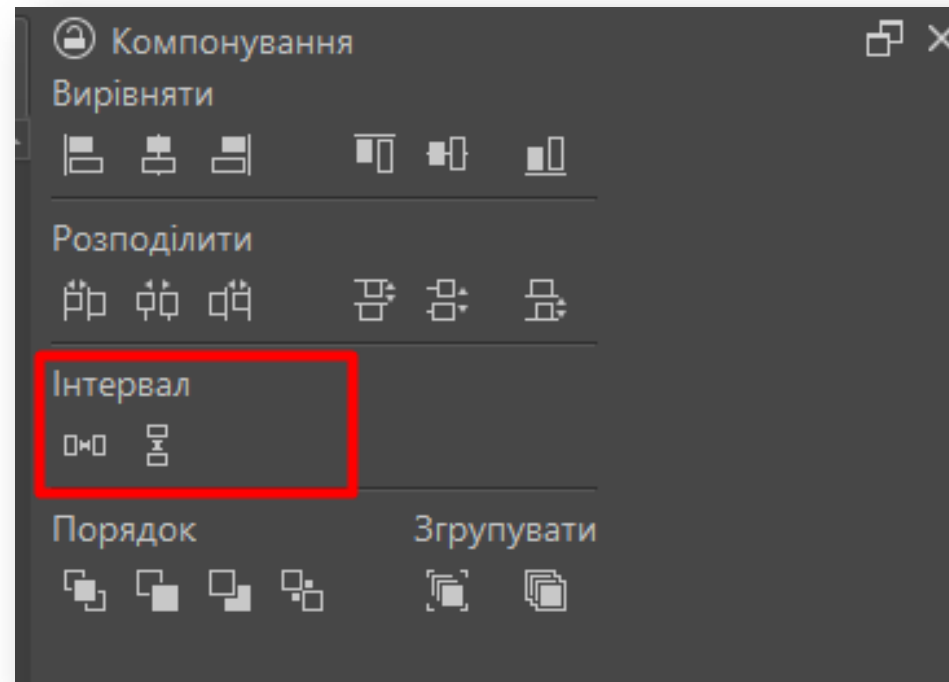 Компонування
Вирівняти
Розподілити
Інтервал
Порядок Згрупувати